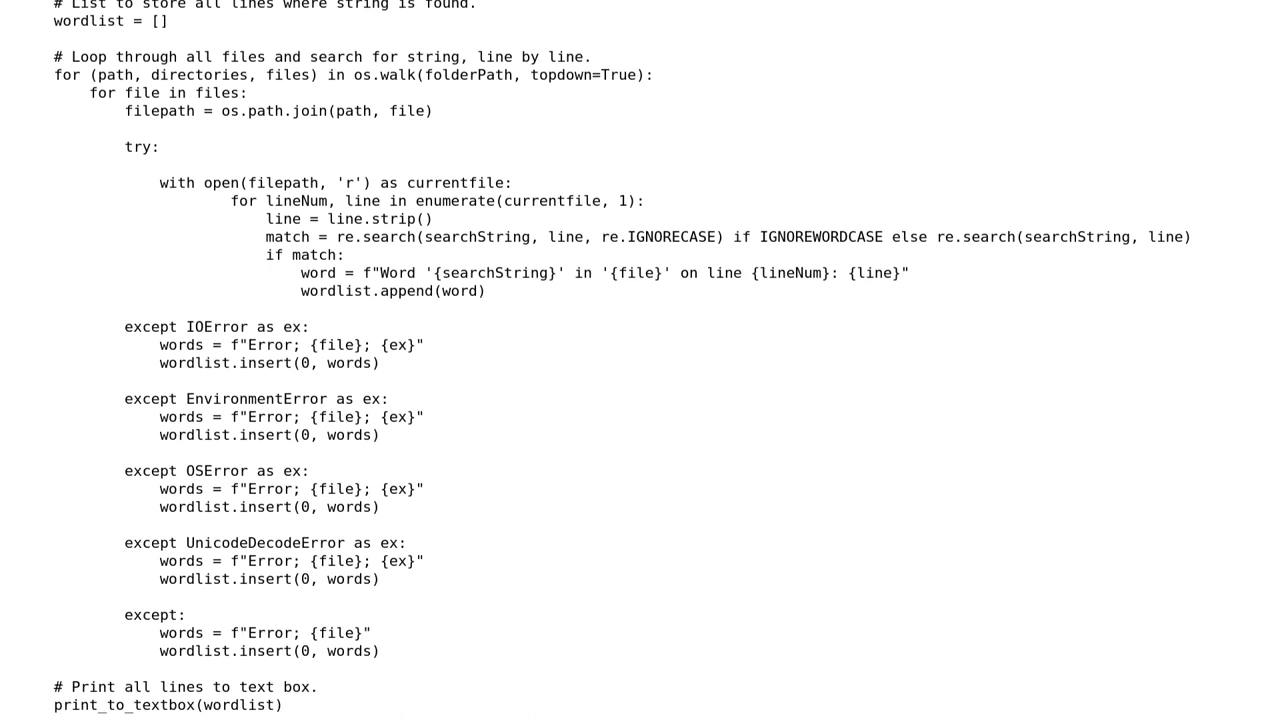 # List to store all lines where string is found.
wordlist = []
# Loop through all files and search for string, line by line.
for (path, directories, files) in os.walk(folderPath, topdown=True):
for file in files:
filepath = os.path.join(path, file)
try:
with open(filepath, 'r') as currentfile:
for lineNum, line in enumerate(currentfile, 1):
line = line.strip()
match = re.search(searchString, line, re.IGNORECASE) if IGNOREWORDCASE else re.search(searchString, line)
if match:
word = f"Word '{searchString}' in '{file}' on line {lineNum}: {line}"
wordlist.append(word)
except IOError as ex:
words = f"Error; {file}; {ex}"
wordlist.insert(0, words)
except EnvironmentError as ex:
words = f"Error; {file}; {ex}"
wordlist.insert(0, words)
except OSError as ex:
words = f"Error; {file}; {ex}"
wordlist.insert(0, words)
except UnicodeDecodeError as ex:
words = f"Error; {file}; {ex}"
wordlist.insert(0, words)
except:
words = f"Error; {file}"
wordlist.insert(0, words)
# Print all lines to text box.
print_to_textbox(wordlist)